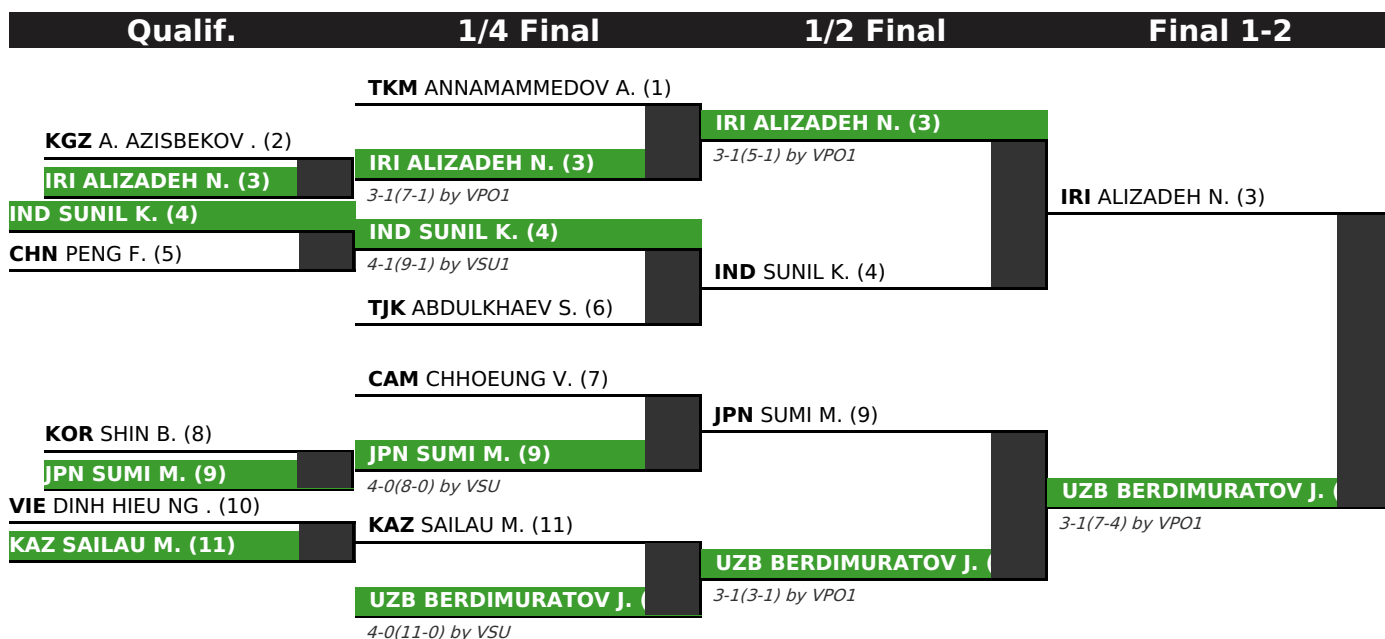 Qualif.
1/4 Final
1/2 Final
Final 1-2
KGZ A. AZISBEKOV . (2)
IRI ALIZADEH N. (3)
IND SUNIL K. (4)
CHN PENG F. (5)
KOR SHIN B. (8)
JPN SUMI M. (9)
VIE DINH HIEU NG . (10)
KAZ SAILAU M. (11)
TKM ANNAMAMMEDOV A. (1)
IRI ALIZADEH N. (3)
3-1(7-1) by VPO1
IND SUNIL K. (4)
4-1(9-1) by VSU1
TJK ABDULKHAEV S. (6)
CAM CHHOEUNG V. (7)
JPN SUMI M. (9)
4-0(8-0) by VSU
KAZ SAILAU M. (11)
UZB BERDIMURATOV J. (
4-0(11-0) by VSU
IRI ALIZADEH N. (3)
3-1(5-1) by VPO1
IND SUNIL K. (4)
JPN SUMI M. (9)
UZB BERDIMURATOV J. (
3-1(3-1) by VPO1
IRI ALIZADEH N. (3)
UZB BERDIMURATOV J. (
3-1(7-4) by VPO1